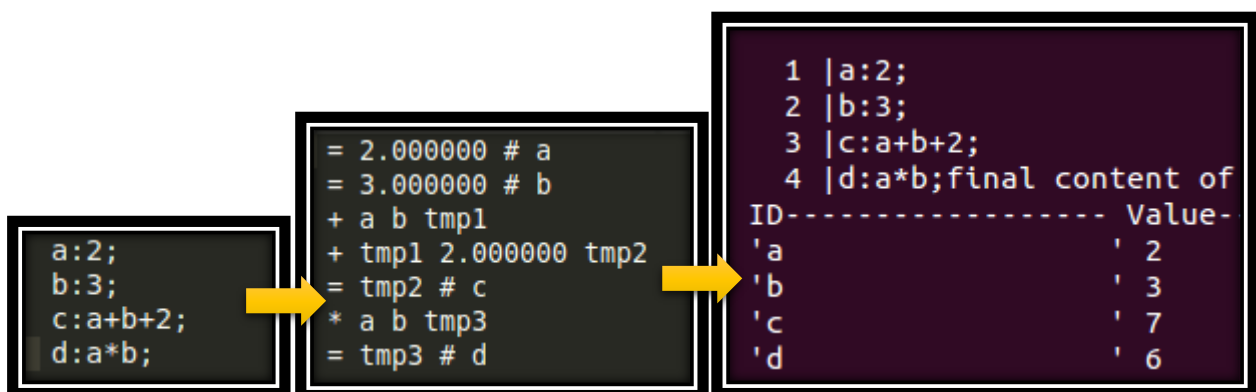 a:2;
b:3;
c:a+b+2;
d:a*b;
= 2.000000 # a
= 3.000000 # b
+ a b tmp1
+ tmp1 2.000000 tmp2
= tmp2 # c
* a b tmp3
= tmp3 # d
1 |a:2;
2 |b:3;
3 |c:a+b+2;
4 |d:a*b;final content of
ID------------------ Value-
'a ' 2
'b ' 3
'c ' 7
'd ' 6